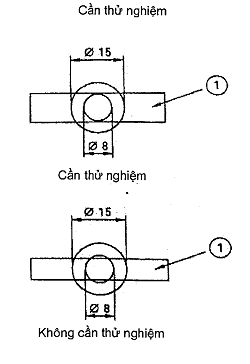 Cần thử nghiệm
Ø 15
1
Ø 8
Cần thử nghiệm
Ø 15
1
Ø 8
Không cần thử nghiệm